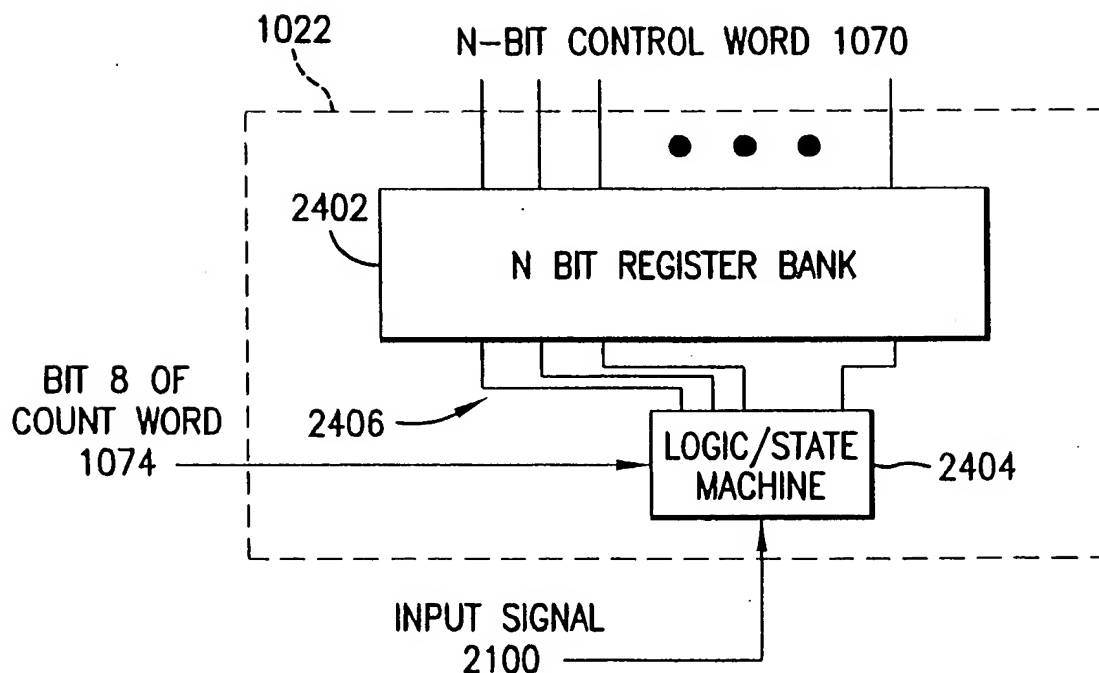 1022
N-BIT CONTROL WORD 1070
2402
N BIT REGISTER BANK
BIT 8 OF
COUNT WORD
1074
2406
LOGIC/STATE
MACHINE
2404
INPUT SIGNAL
2100